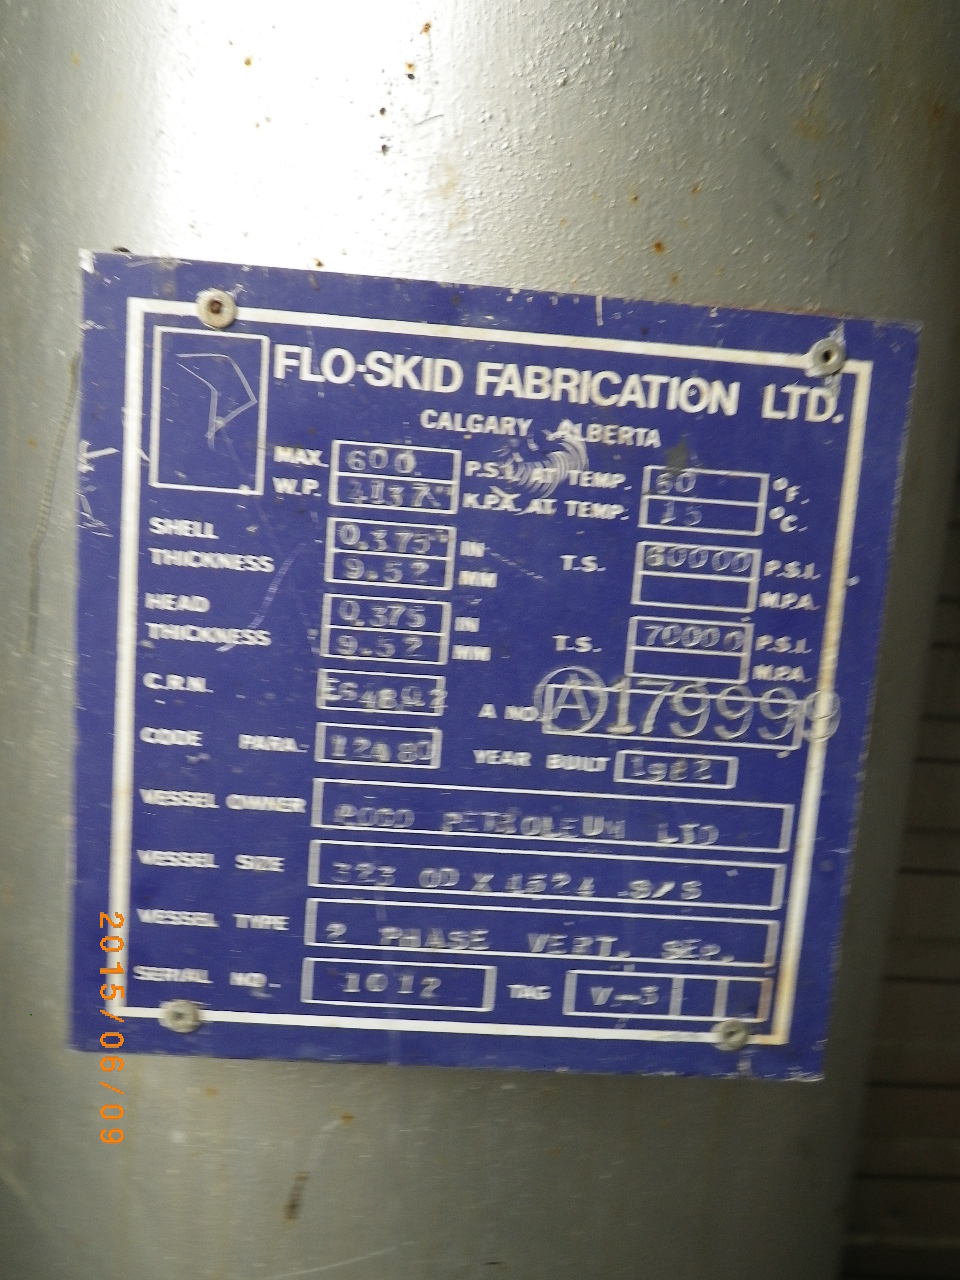 FLO-SKID FABRICATION LTD.
CALGARY ALBERTA
MAX. W.P. 600 P.S.I. AT TEMP. 60 °F.
4137 K.P.A. AT TEMP. 15 °C.
SHELL THICKNESS 0.375" IN T.S. 60000 P.S.I.
9.52 MM M.P.A.
HEAD THICKNESS 0.375 IN T.S. 70000 P.S.I.
9.52 MM M.P.A.
C.R.N. A NO. A179999
CODE PARA. YEAR BUILT 1982
VESSEL OWNER PETROLEUM LTD
VESSEL SIZE 323 OD X 1524 S/S
VESSEL TYPE 2 PHASE VERT. SEP.
SERIAL NO. 1012 TAG V-3
2015/06/09